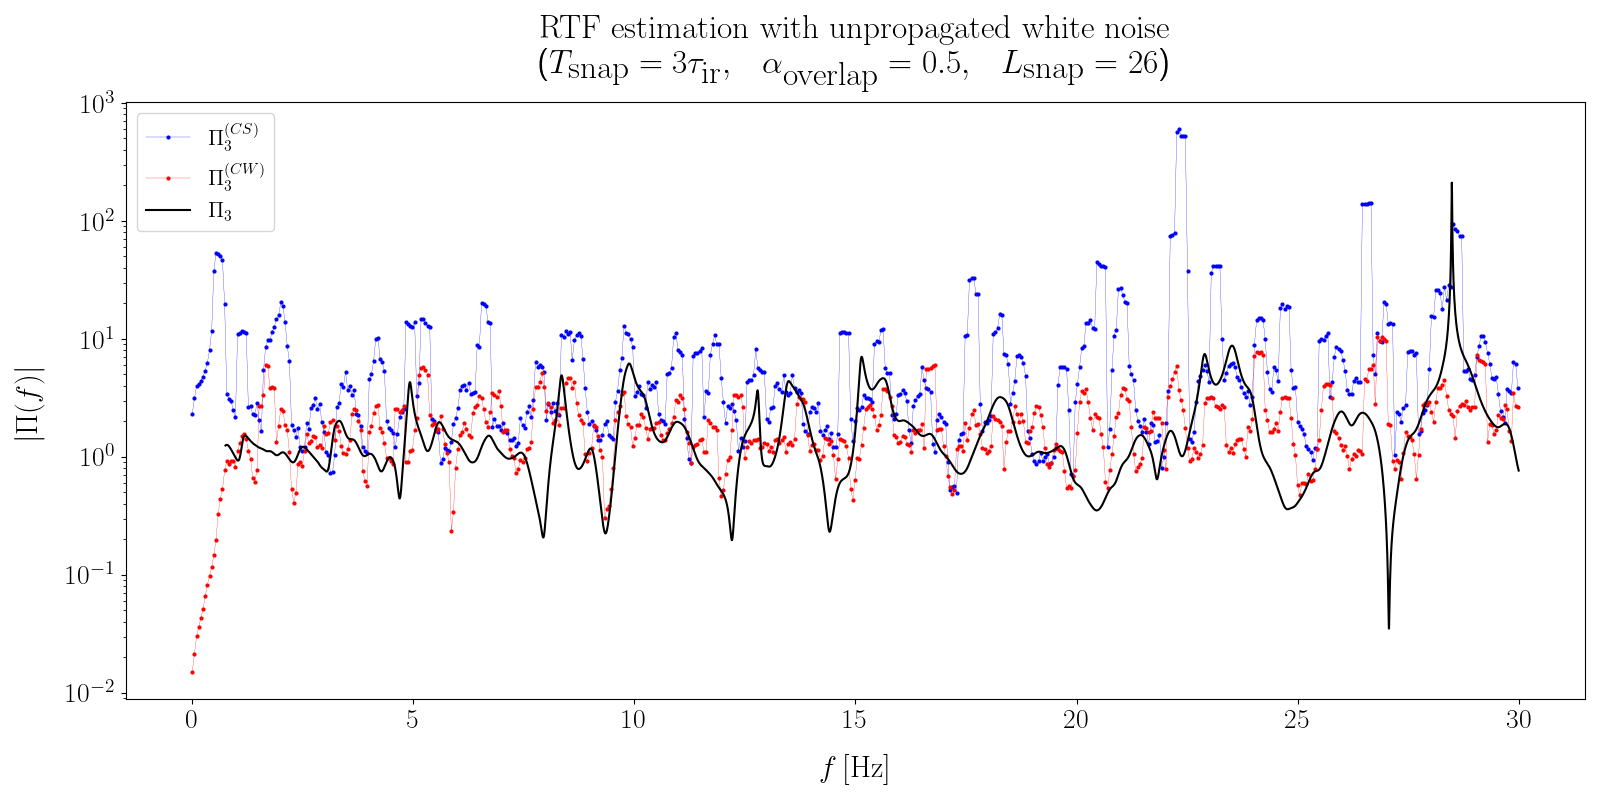 RTF estimation with unpropagated white noise
(T_snap = 3τ_ir, α_overlap = 0.5, L_snap = 26)
10^3
10^2
10^1
10^0
10^−1
10^−2
|Π(f)|
Π_3^(CS)
Π_3^(CW)
Π_3
0 5 10 15 20 25 30
f [Hz]